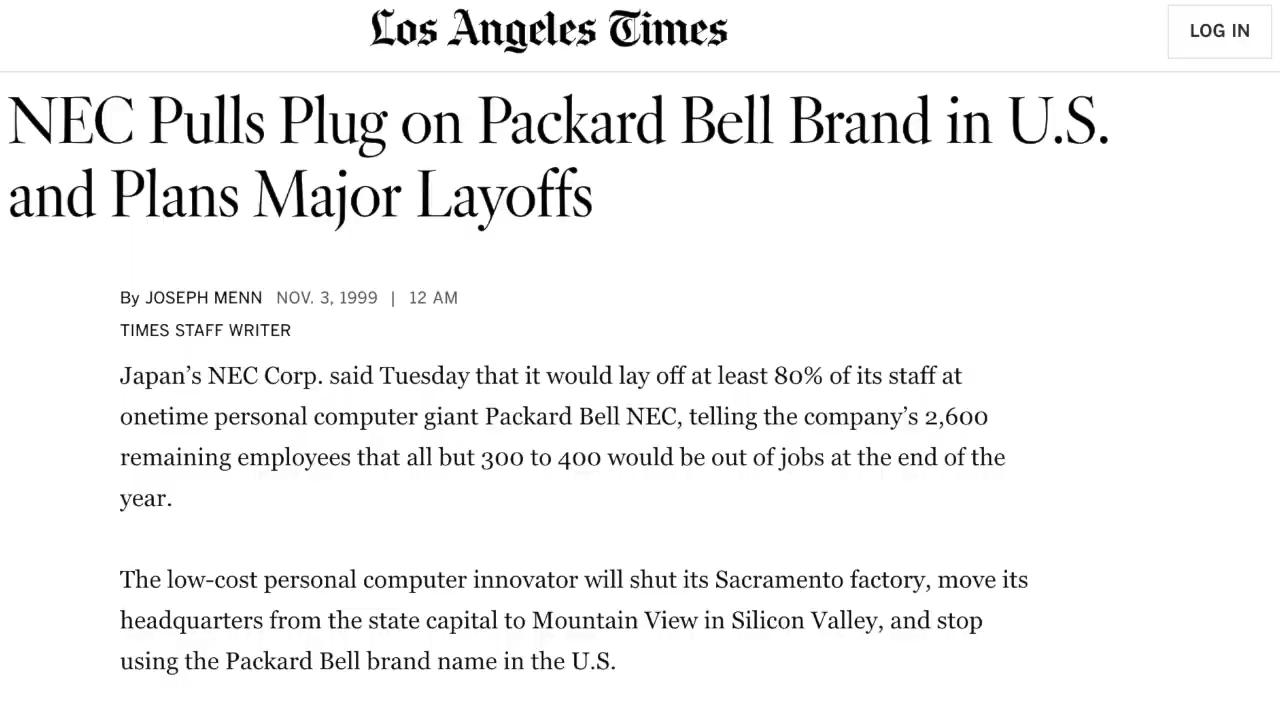 Los Angeles Times
LOG IN
NEC Pulls Plug on Packard Bell Brand in U.S.
and Plans Major Layoffs
By JOSEPH MENN NOV. 3, 1999 | 12 AM
TIMES STAFF WRITER
Japan’s NEC Corp. said Tuesday that it would lay off at least 80% of its staff at
onetime personal computer giant Packard Bell NEC, telling the company’s 2,600
remaining employees that all but 300 to 400 would be out of jobs at the end of the
year.
The low-cost personal computer innovator will shut its Sacramento factory, move its
headquarters from the state capital to Mountain View in Silicon Valley, and stop
using the Packard Bell brand name in the U.S.